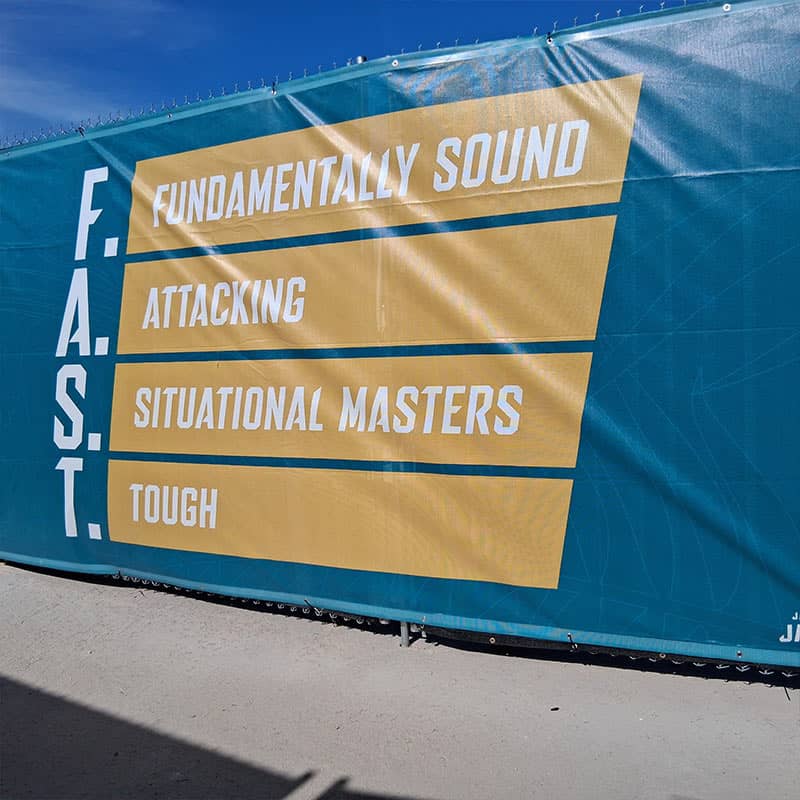 F. FUNDAMENTALLY SOUND
A. ATTACKING
S. SITUATIONAL MASTERS
T. TOUGH